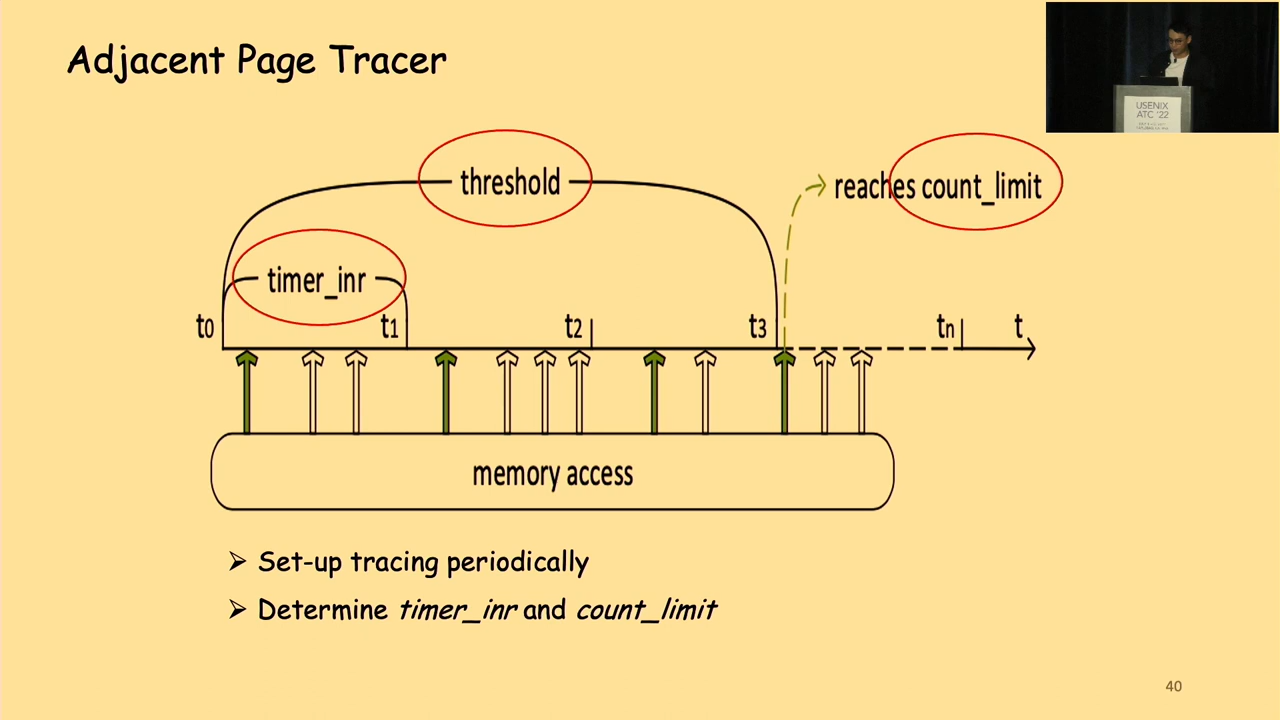 Adjacent Page Tracer
USENIX
ATC '22
threshold
reaches count_limit
timer_inr
t0
t1
t2
t3
tn
t
memory access
➢ Set-up tracing periodically
➢ Determine timer_inr and count_limit
40